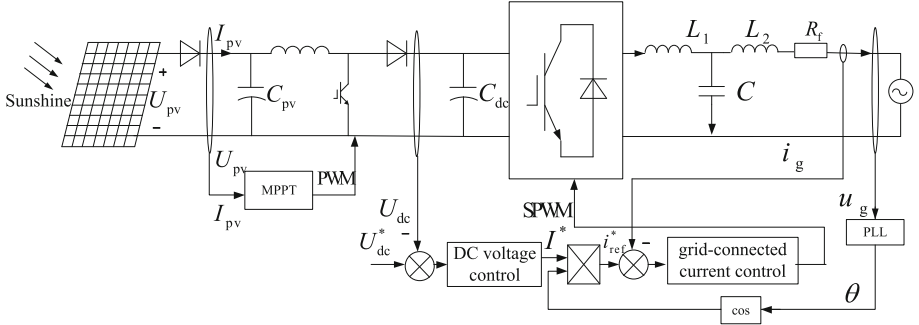 I_pv
L_1
L_2
R_f
Sunshine
+
U_pv
-
C_pv
C_dc
C
U_pv
i_g
MPPT
PWM
I_pv
U_dc
SPWM
u_g
-
U*_dc
I*
i*_ref
-
PLL
DC voltage
control
grid-connected
current control
θ
cos